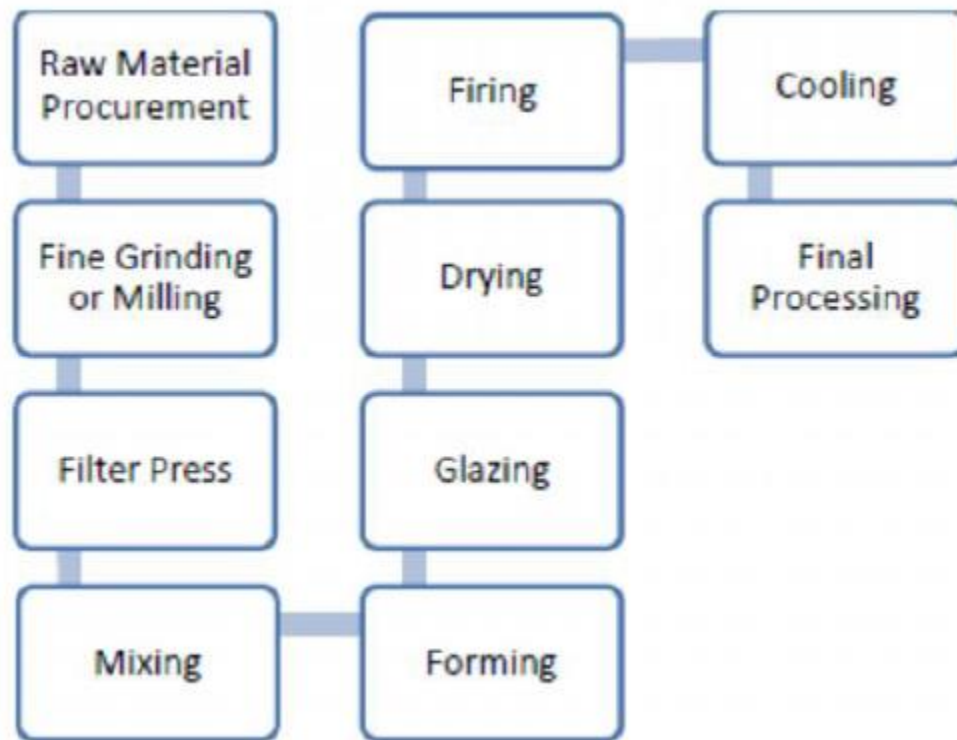 Raw Material
Procurement
Fine Grinding
or Milling
Filter Press
Mixing
Forming
Glazing
Drying
Firing
Cooling
Final
Processing